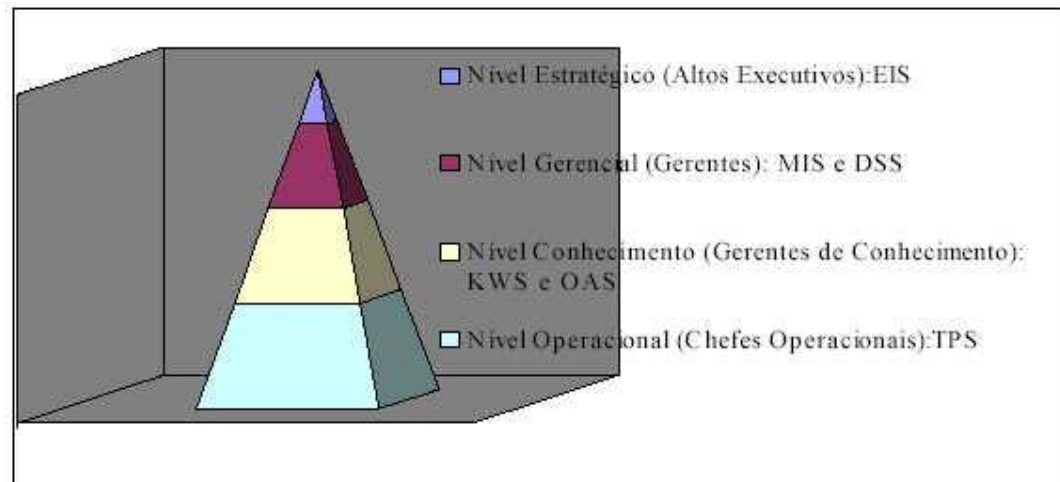 Nível Estratégico (Altos Executivos):EIS
Nível Gerencial (Gerentes): MIS e DSS
Nível Conhecimento (Gerentes de Conhecimento):
KWS e OAS
Nível Operacional (Chefes Operacionais):TPS